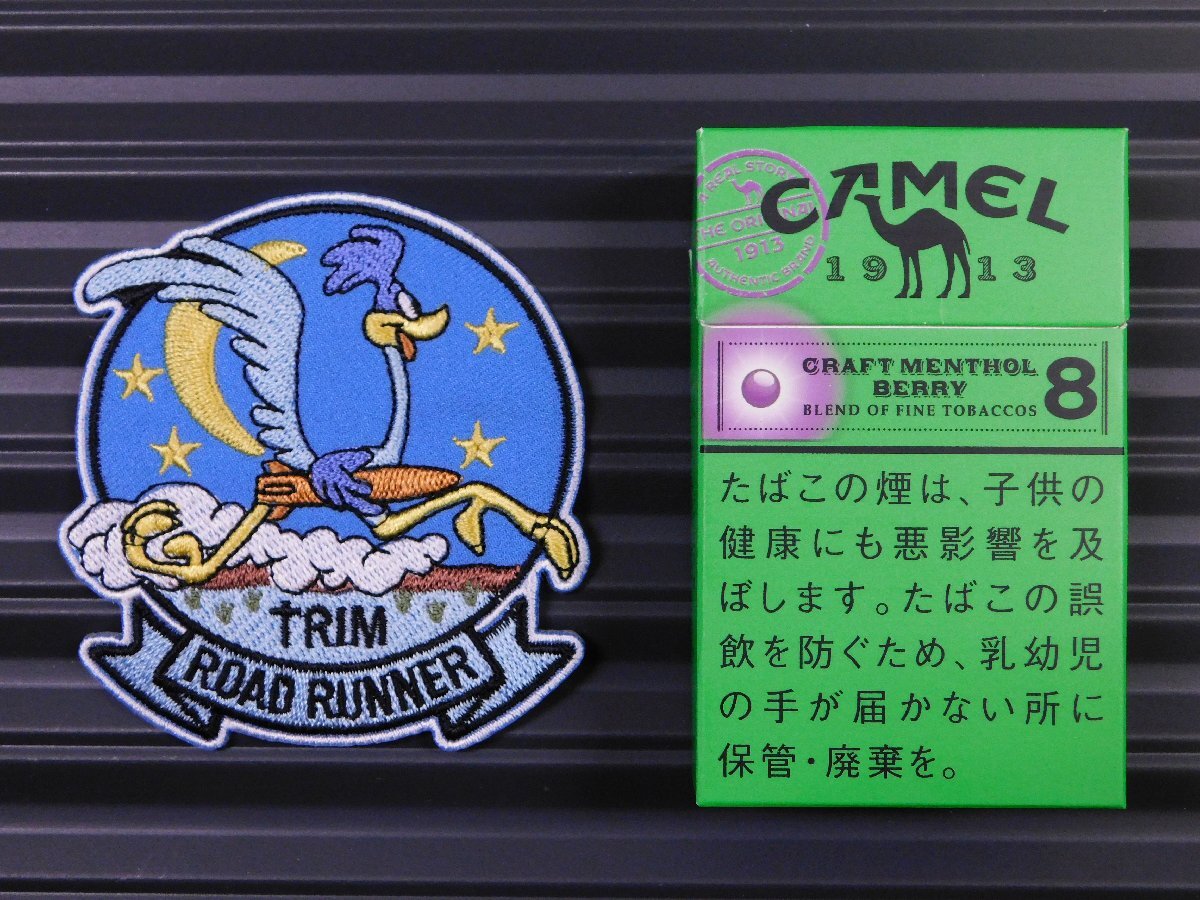 TRIM
ROAD RUNNER
A REAL STORY
THE ORIGINAL
1913
AUTHENTIC BRAND
CAMEL
1913
CRAFT MENTHOL
BERRY
BLEND OF FINE TOBACCOS
8
たばこの煙は、子供の
健康にも悪影響を及
ぼします。たばこの誤
飲を防ぐため、乳幼児
の手が届かない所に
保管・廃棄を。